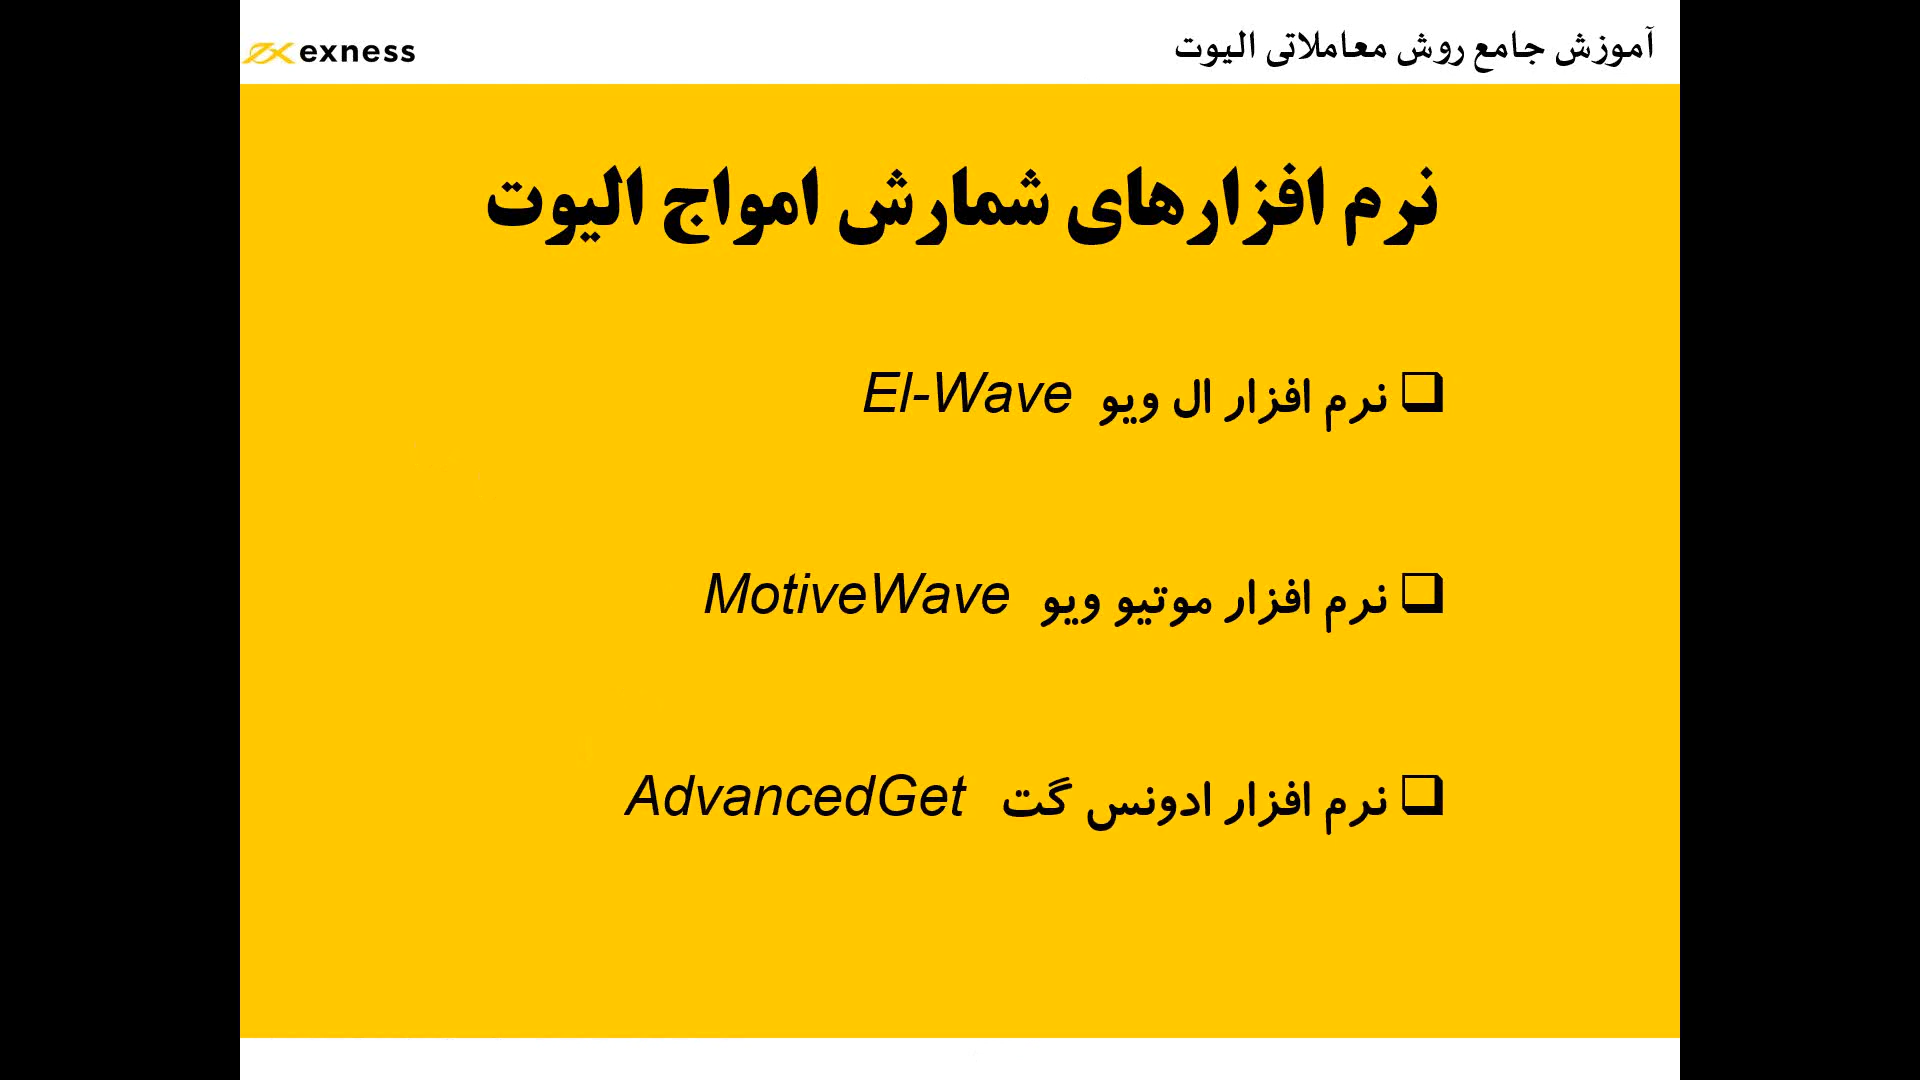 exness
آموزش جامع روش معاملاتی الیوت
نرم افزارهای شمارش امواج الیوت
نرم افزار ال ویو El-Wave
نرم افزار موتیو ویو MotiveWave
نرم افزار ادونس گت AdvancedGet